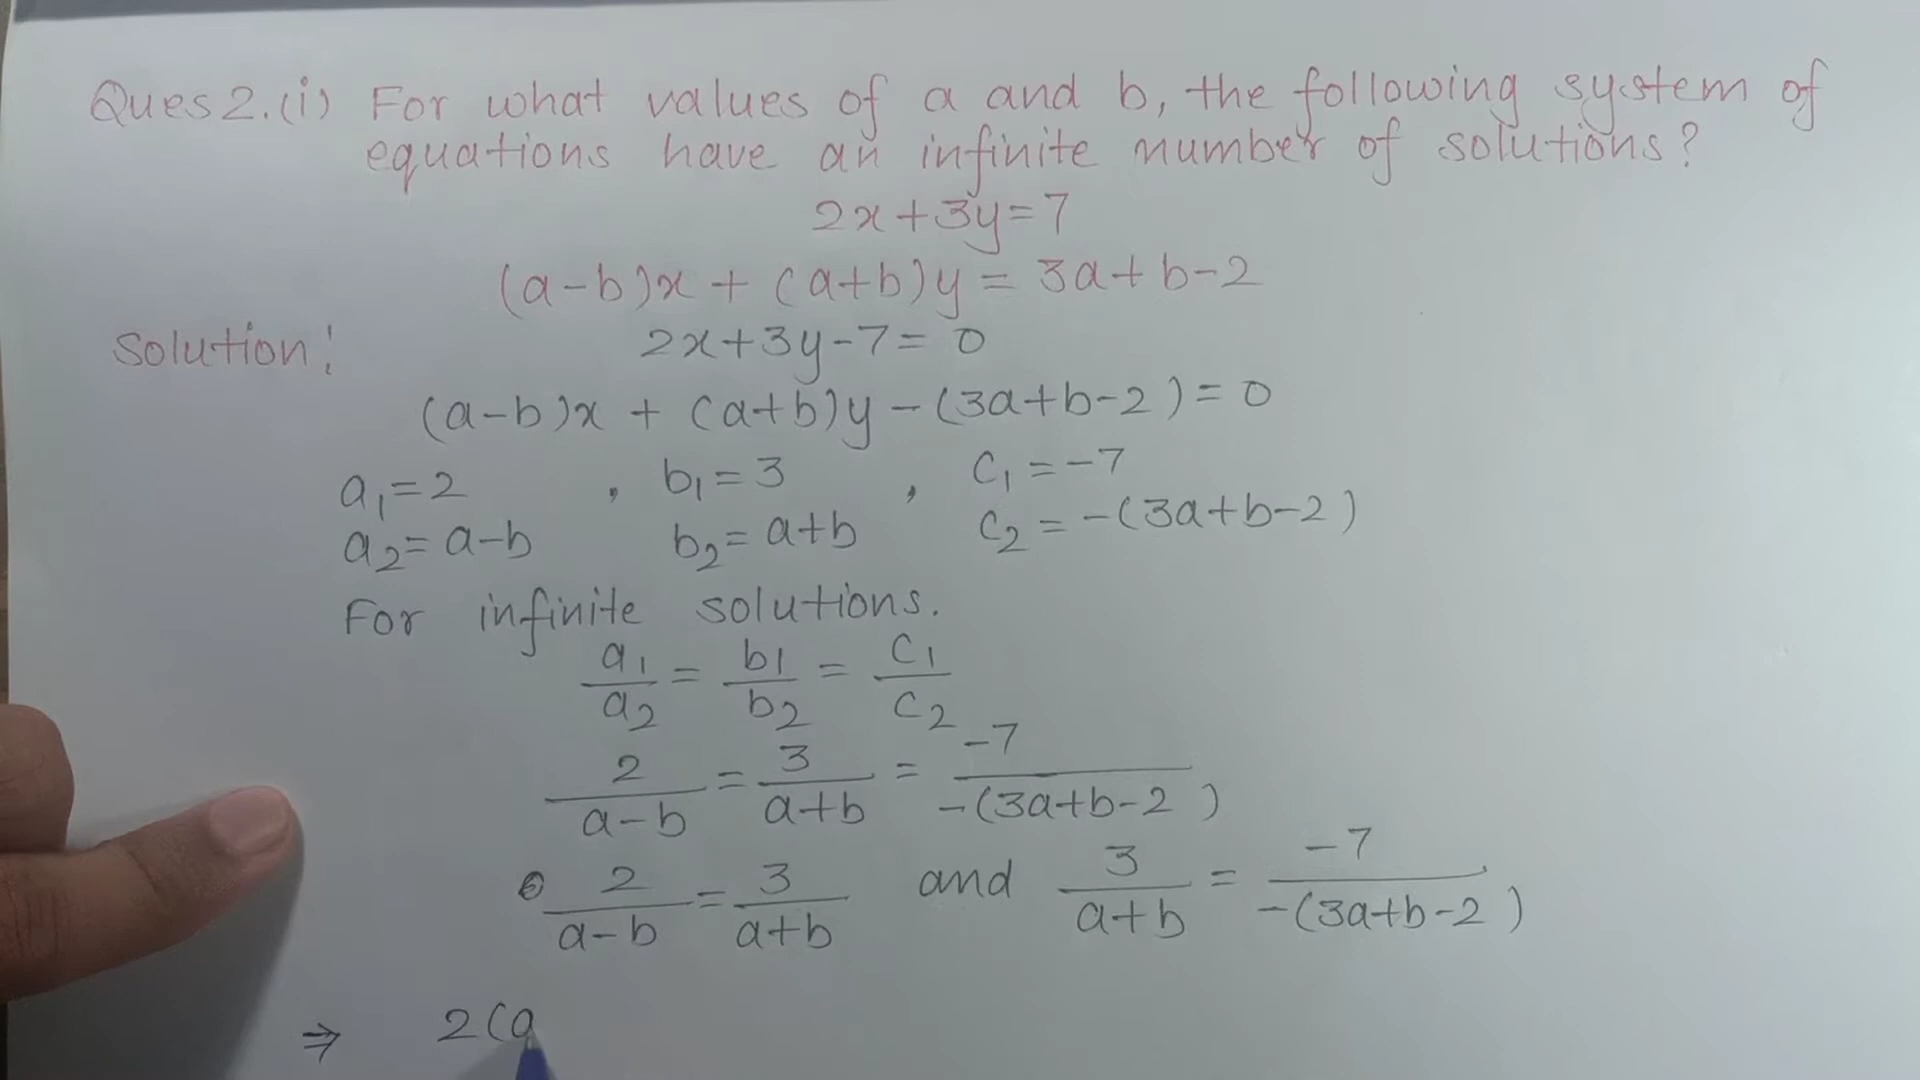 Ques 2.(i) For what values of a and b, the following system of
equations have an infinite number of solutions?
2x+3y=7
(a-b)x + (a+b)y = 3a+b-2
Solution:
2x+3y-7=0
(a-b)x + (a+b)y -(3a+b-2)=0
a₁=2 , b₁=3 , C₁=-7
a₂=a-b b₂=a+b C₂=-(3a+b-2)
For infinite solutions.
a₁/a₂ = b₁/b₂ = C₁/C₂
2/(a-b) = 3/(a+b) = -7/-(3a+b-2)
2/(a-b) = 3/(a+b) and 3/(a+b) = -7/-(3a+b-2)
⇒ 2(a